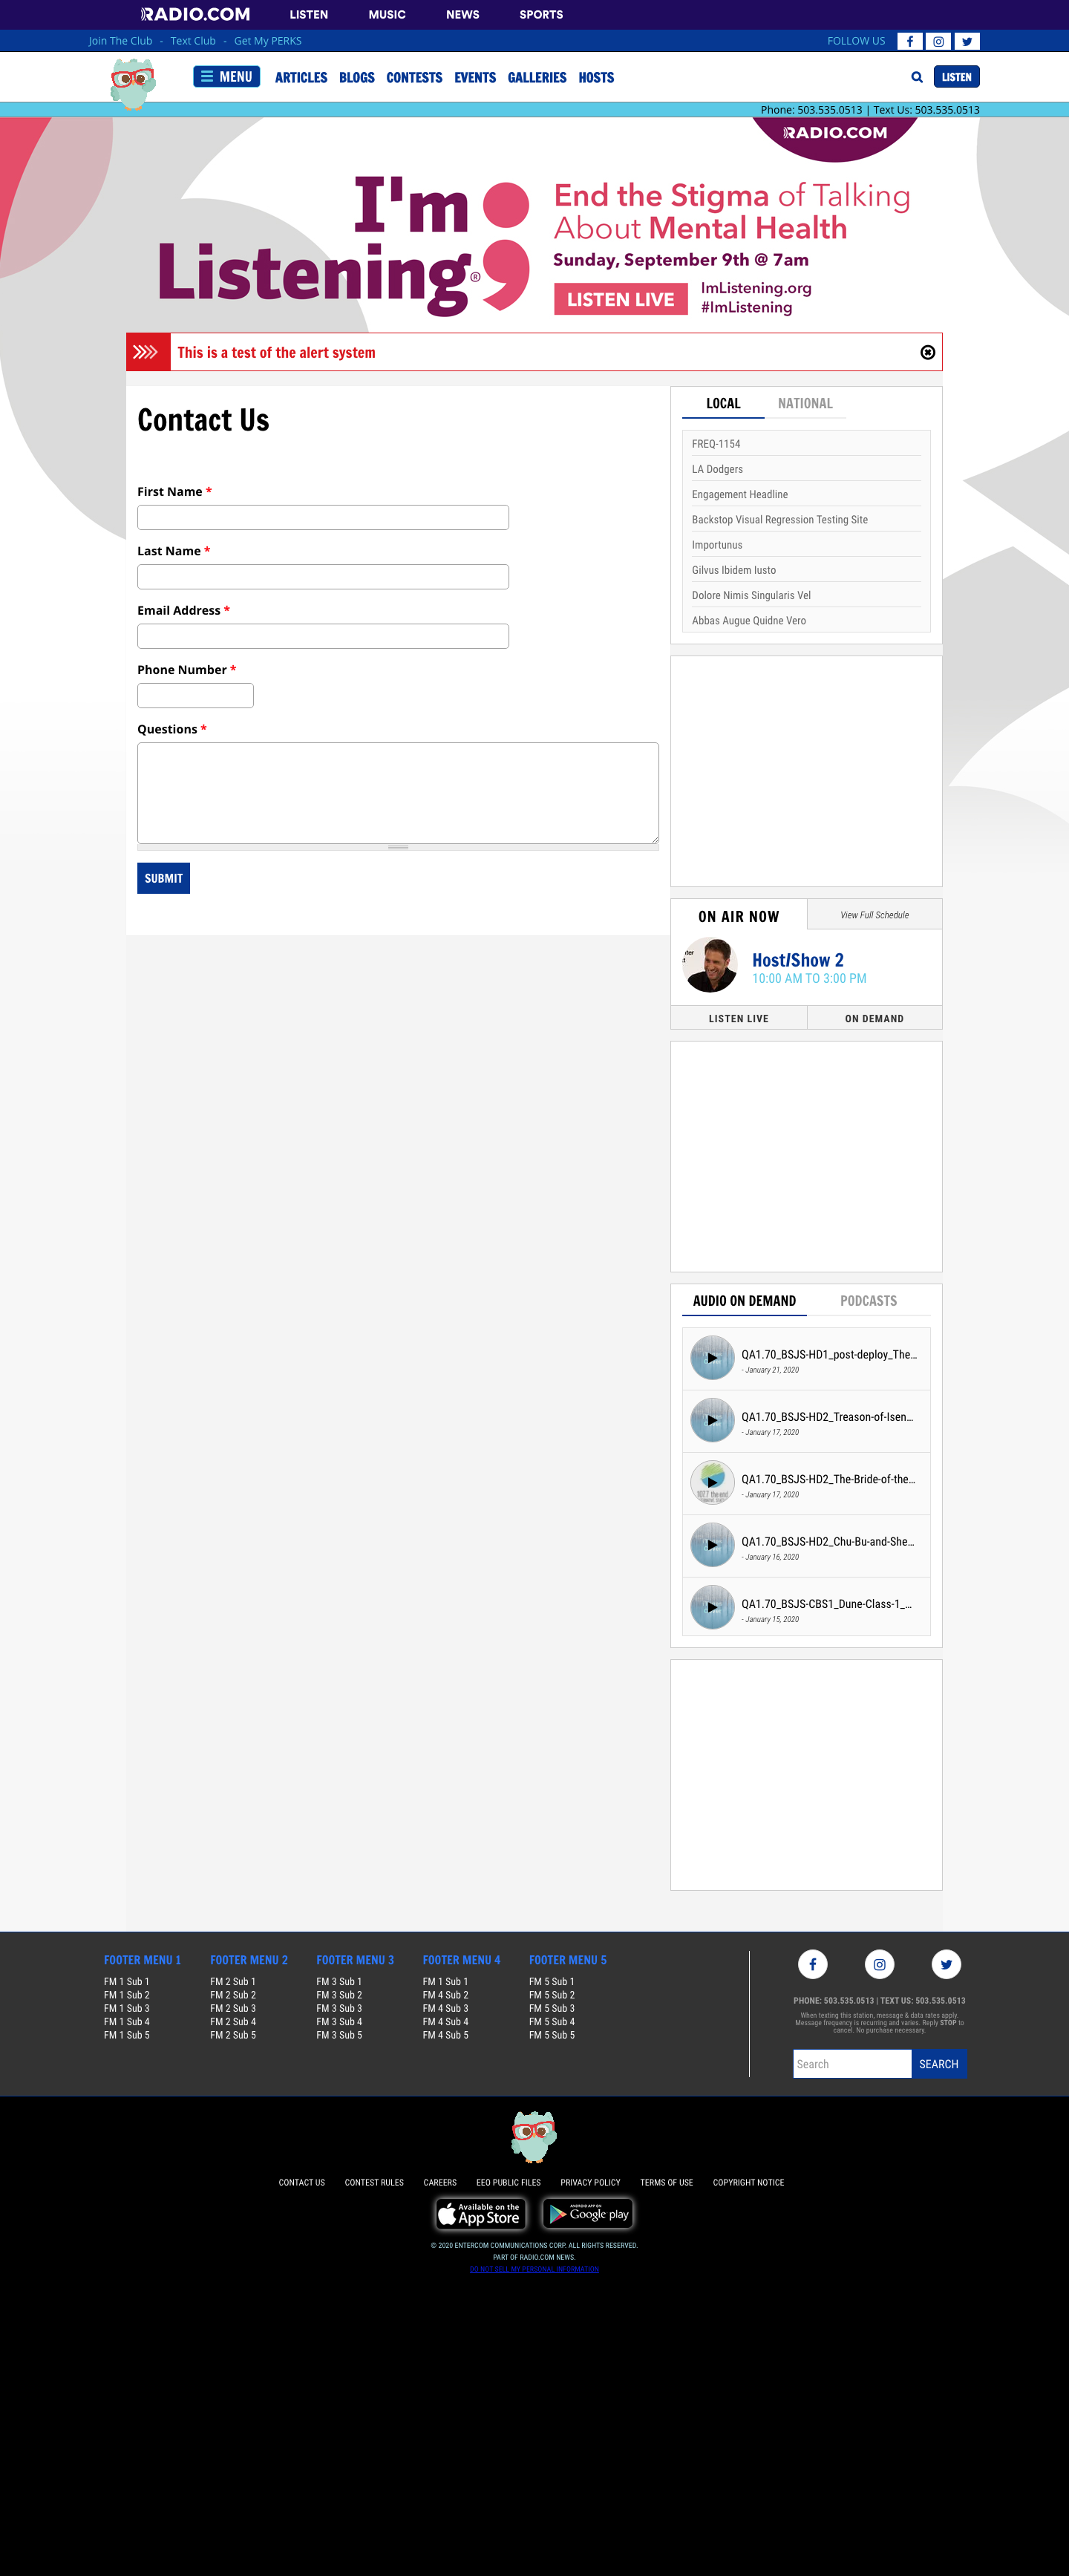 RADIO.COM LISTEN MUSIC NEWS SPORTS
Join The Club - Text Club - Get My PERKS FOLLOW US
MENU ARTICLES BLOGS CONTESTS EVENTS GALLERIES HOSTS LISTEN
Phone: 503.535.0513 | Text Us: 503.535.0513
RADIO.COM
I'm
Listening®
End the Stigma of Talking
About Mental Health
Sunday, September 9th @ 7am
LISTEN LIVE
ImListening.org
#ImListening
This is a test of the alert system
Contact Us
First Name *
Last Name *
Email Address *
Phone Number *
Questions *
SUBMIT
LOCAL NATIONAL
FREQ-1154
LA Dodgers
Engagement Headline
Backstop Visual Regression Testing Site
Importunus
Gilvus Ibidem Iusto
Dolore Nimis Singularis Vel
Abbas Augue Quidne Vero
ON AIR NOW View Full Schedule
Host/Show 2
10:00 AM TO 3:00 PM
LISTEN LIVE ON DEMAND
AUDIO ON DEMAND PODCASTS
QA1.70_BSJS-HD1_post-deploy_The...
- January 21, 2020
QA1.70_BSJS-HD2_Treason-of-Isen...
- January 17, 2020
QA1.70_BSJS-HD2_The-Bride-of-the...
- January 17, 2020
QA1.70_BSJS-HD2_Chu-Bu-and-She...
- January 16, 2020
QA1.70_BSJS-CBS1_Dune-Class-1_...
- January 15, 2020
FOOTER MENU 1 FOOTER MENU 2 FOOTER MENU 3 FOOTER MENU 4 FOOTER MENU 5
FM 1 Sub 1 FM 2 Sub 1 FM 3 Sub 1 FM 1 Sub 1 FM 5 Sub 1
FM 1 Sub 2 FM 2 Sub 2 FM 3 Sub 2 FM 4 Sub 2 FM 5 Sub 2
FM 1 Sub 3 FM 2 Sub 3 FM 3 Sub 3 FM 4 Sub 3 FM 5 Sub 3
FM 1 Sub 4 FM 2 Sub 4 FM 3 Sub 4 FM 4 Sub 4 FM 5 Sub 4
FM 1 Sub 5 FM 2 Sub 5 FM 3 Sub 5 FM 4 Sub 5 FM 5 Sub 5
PHONE: 503.535.0513 | TEXT US: 503.535.0513
When texting this station, message & data rates apply.
Message frequency is recurring and varies. Reply STOP to
cancel. No purchase necessary.
Search SEARCH
CONTACT US CONTEST RULES CAREERS EEO PUBLIC FILES PRIVACY POLICY TERMS OF USE COPYRIGHT NOTICE
Available on the
App Store
ANDROID APP ON
Google play
© 2020 ENTERCOM COMMUNICATIONS CORP. ALL RIGHTS RESERVED.
PART OF RADIO.COM NEWS.
DO NOT SELL MY PERSONAL INFORMATION